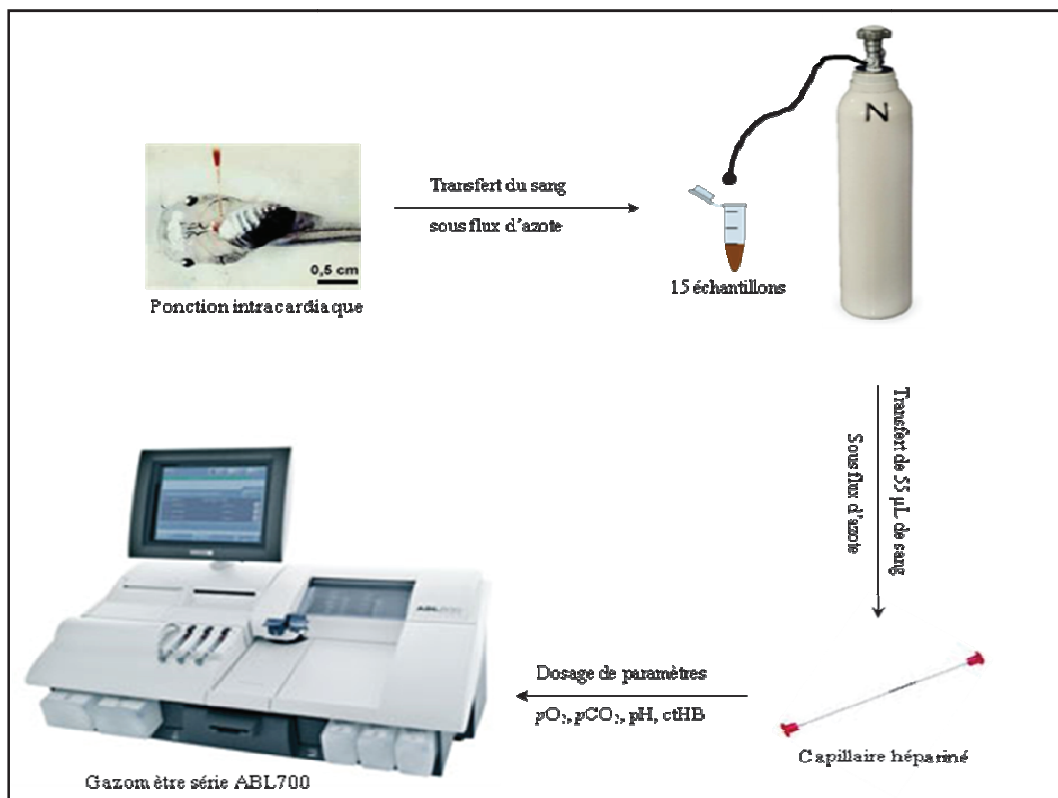 N
Transfert du sang
sous flux d'azote
0,5 cm
Ponction intracardiaque
15 échantillons
Transfert de 55 µL de sang
Sous flux d'azote
Dosage de paramètres
pO₂, pCO₂, pH, ctHB
Capillaire hépariné
Gazomètre série ABL700